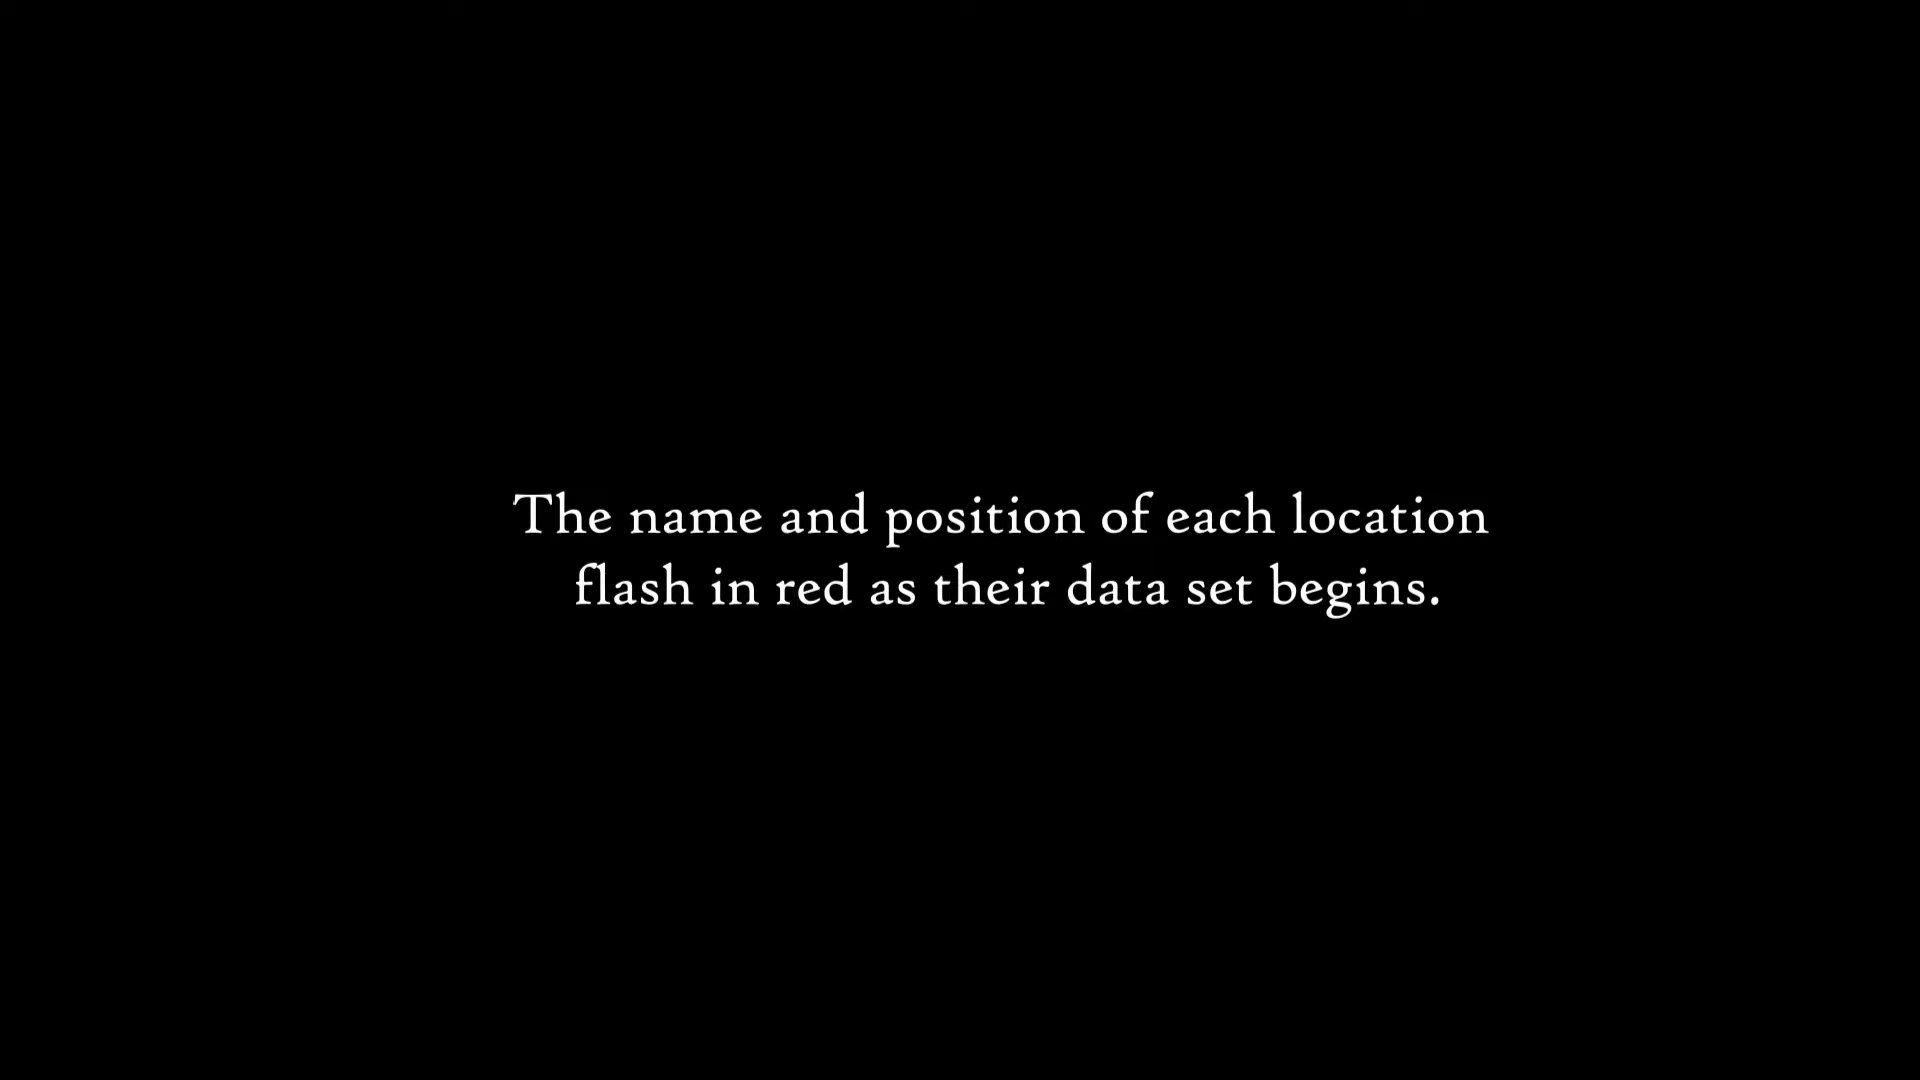 The name and position of each location
flash in red as their data set begins.